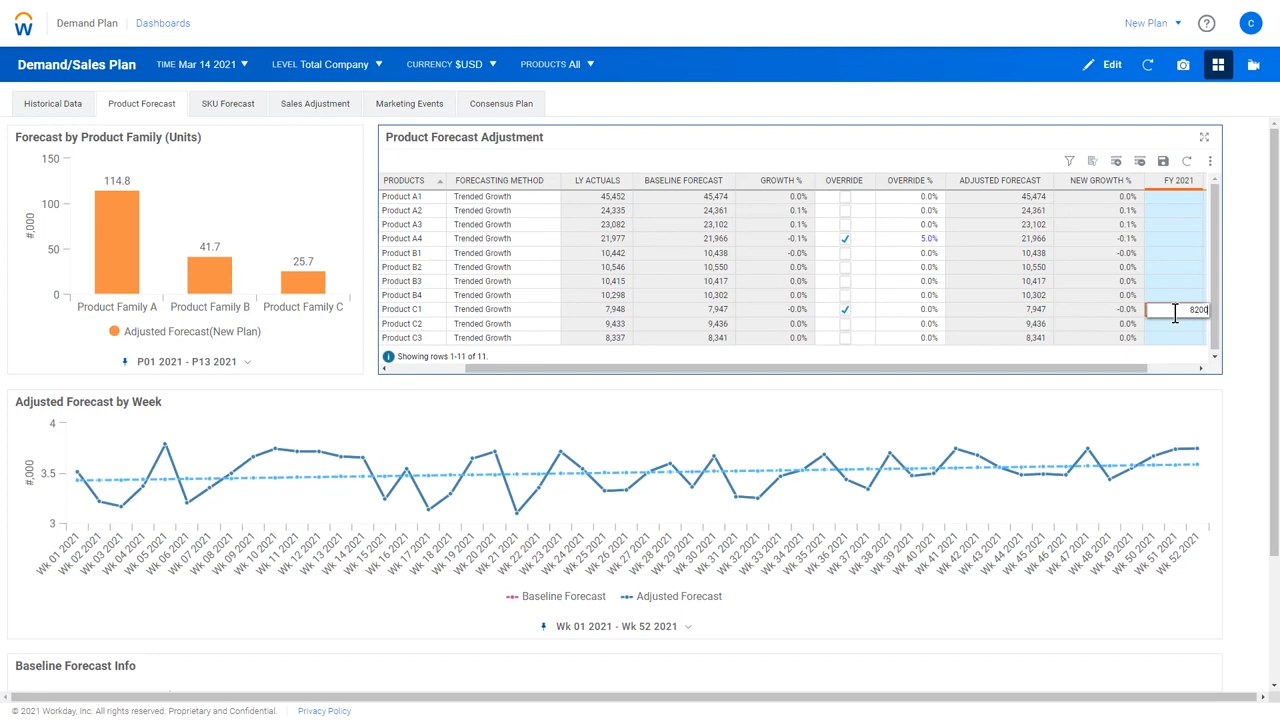 W
Demand Plan Dashboards New Plan ? C
Demand/Sales Plan TIME Mar 14 2021 LEVEL Total Company CURRENCY $USD PRODUCTS All Edit
Historical Data Product Forecast SKU Forecast Sales Adjustment Marketing Events Consensus Plan
Forecast by Product Family (Units)
150
100
50
0
#,000
114.8
41.7
25.7
Product Family A Product Family B Product Family C
Adjusted Forecast(New Plan)
P01 2021 - P13 2021
Product Forecast Adjustment
PRODUCTS FORECASTING METHOD LY ACTUALS BASELINE FORECAST GROWTH % OVERRIDE OVERRIDE % ADJUSTED FORECAST NEW GROWTH % FY 2021
Product A1 Trended Growth 45,452 45,474 0.0% 0.0% 45,474 0.0%
Product A2 Trended Growth 24,335 24,361 0.1% 0.0% 24,361 0.1%
Product A3 Trended Growth 23,082 23,102 0.1% 0.0% 23,102 0.1%
Product A4 Trended Growth 21,977 21,966 -0.1% 5.0% 21,966 -0.1%
Product B1 Trended Growth 10,442 10,438 -0.0% 0.0% 10,438 -0.0%
Product B2 Trended Growth 10,546 10,550 0.0% 0.0% 10,550 0.0%
Product B3 Trended Growth 10,415 10,417 0.0% 0.0% 10,417 0.0%
Product B4 Trended Growth 10,298 10,302 0.0% 0.0% 10,302 0.0%
Product C1 Trended Growth 7,948 7,947 -0.0% 0.0% 7,947 -0.0% 8200
Product C2 Trended Growth 9,433 9,436 0.0% 0.0% 9,436 0.0%
Product C3 Trended Growth 8,337 8,341 0.0% 0.0% 8,341 0.0%
Showing rows 1-11 of 11.
Adjusted Forecast by Week
4
3.5
3
#,000
Wk 01 2021 Wk 02 2021 Wk 03 2021 Wk 04 2021 Wk 05 2021 Wk 06 2021 Wk 07 2021 Wk 08 2021 Wk 09 2021 Wk 10 2021 Wk 11 2021 Wk 12 2021 Wk 13 2021 Wk 14 2021 Wk 15 2021 Wk 16 2021 Wk 17 2021 Wk 18 2021 Wk 19 2021 Wk 20 2021 Wk 21 2021 Wk 22 2021 Wk 23 2021 Wk 24 2021 Wk 25 2021 Wk 26 2021 Wk 27 2021 Wk 28 2021 Wk 29 2021 Wk 30 2021 Wk 31 2021 Wk 32 2021 Wk 33 2021 Wk 34 2021 Wk 35 2021 Wk 36 2021 Wk 37 2021 Wk 38 2021 Wk 39 2021 Wk 40 2021 Wk 41 2021 Wk 42 2021 Wk 43 2021 Wk 44 2021 Wk 45 2021 Wk 46 2021 Wk 47 2021 Wk 48 2021 Wk 49 2021 Wk 50 2021 Wk 51 2021 Wk 52 2021
Baseline Forecast Adjusted Forecast
Wk 01 2021 - Wk 52 2021
Baseline Forecast Info
© 2021 Workday, Inc. All rights reserved. Proprietary and Confidential. Privacy Policy